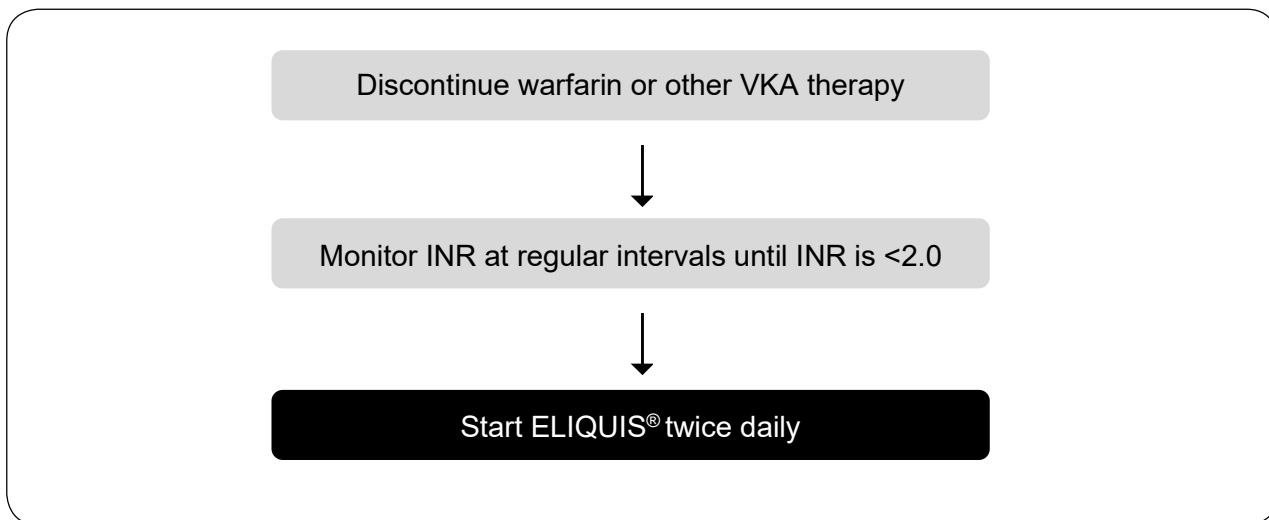 Discontinue warfarin or other VKA therapy
Monitor INR at regular intervals until INR is <2.0
Start ELIQUIS® twice daily